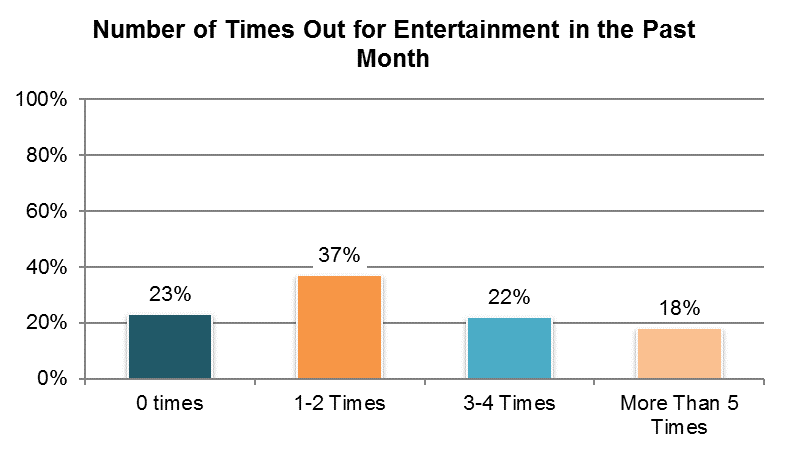 Number of Times Out for Entertainment in the Past
Month
100%
80%
60%
40%
20%
0%
23%
37%
22%
18%
0 times
1-2 Times
3-4 Times
More Than 5
Times